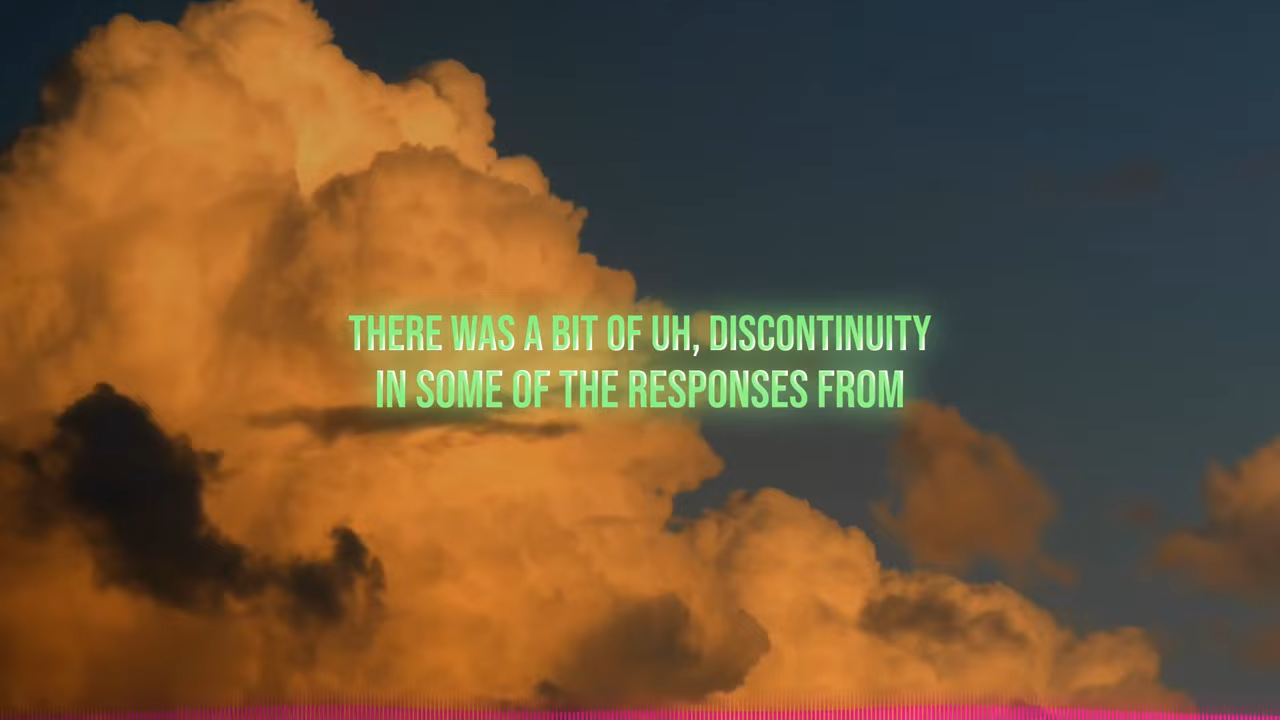 THERE WAS A BIT OF UH, DISCONTINUITY
IN SOME OF THE RESPONSES FROM